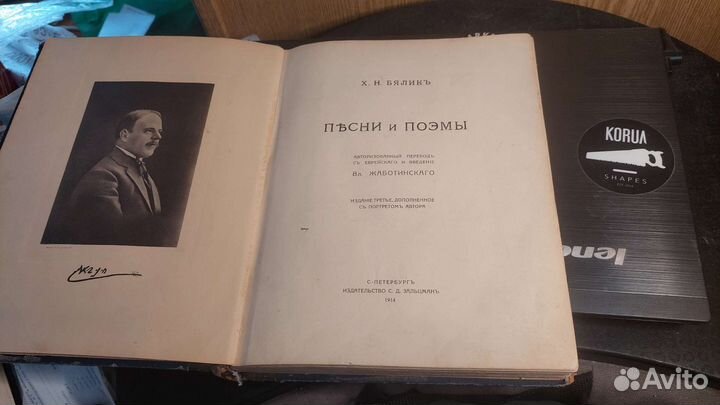 Х. Н. БЯЛИКЪ
ПѢСНИ И ПОЭМЫ
АВТОРИЗОВАННЫЙ ПЕРЕВОДЪ
СЪ ЕВРЕЙСКАГО И ВВЕДЕНІЕ
ВЛ. ЖАБОТИНСКАГО
ИЗДАНІЕ ТРЕТЬЕ, ДОПОЛНЕННОЕ
СЪ ПОРТРЕТОМЪ АВТОРА
С.-ПЕТЕРБУРГЪ
ИЗДАТЕЛЬСТВО С. Д. ЗАЛЬЦМАНЪ
1914
KORUA
SHAPES
leno
Avito